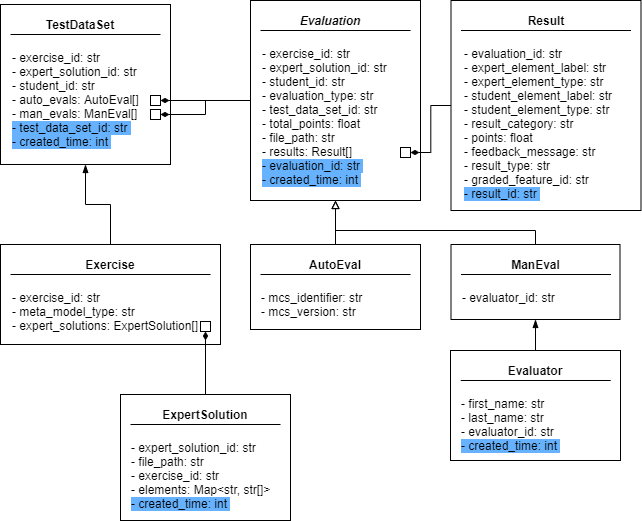 TestDataSet
- exercise_id: str
- expert_solution_id: str
- student_id: str
- auto_evals: AutoEval[]
- man_evals: ManEval[]
- test_data_set_id: str
- created_time: int
Evaluation
- exercise_id: str
- expert_solution_id: str
- student_id: str
- evaluation_type: str
- test_data_set_id: str
- total_points: float
- file_path: str
- results: Result[]
- evaluation_id: str
- created_time: int
Result
- evaluation_id: str
- expert_element_label: str
- expert_element_type: str
- student_element_label: str
- student_element_type: str
- result_category: str
- points: float
- feedback_message: str
- result_type: str
- graded_feature_id: str
- result_id: str
Exercise
- exercise_id: str
- meta_model_type: str
- expert_solutions: ExpertSolution[]
AutoEval
- mcs_identifier: str
- mcs_version: str
ManEval
- evaluator_id: str
Evaluator
- first_name: str
- last_name: str
- evaluator_id: str
- created_time: int
ExpertSolution
- expert_solution_id: str
- file_path: str
- exercise_id: str
- elements: Map<str, str[]>
- created_time: int